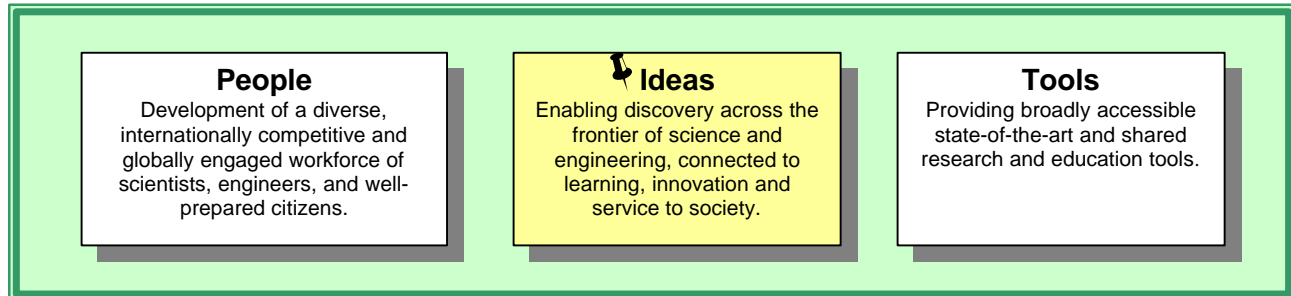 People
Development of a diverse,
internationally competitive and
globally engaged workforce of
scientists, engineers, and well-
prepared citizens.
Ideas
Enabling discovery across the
frontier of science and
engineering, connected to
learning, innovation and
service to society.
Tools
Providing broadly accessible
state-of-the-art and shared
research and education tools.